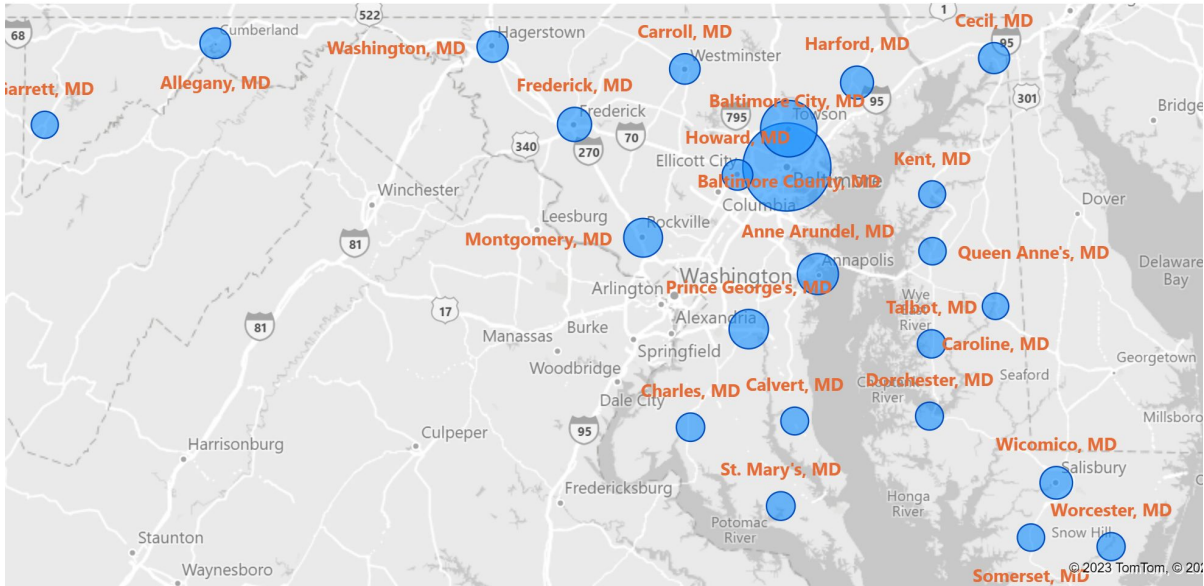 1
522
Cecil, MD
68
Cumberland
Hagerstown
Washington, MD
Carroll, MD
Harford, MD
95
Westminster
Allegany, MD
Garrett, MD
Frederick, MD
Baltimore City, MD
95
301
Frederick
795
Towson
340
270
70
Howard, MD
Ellicott City
Kent, MD
Baltimore County, MD
Baltimore
Winchester
Columbia
Dover
Leesburg
Rockville
Montgomery, MD
Anne Arundel, MD
81
Queen Anne's, MD
Annapolis
Washington
Delaware
Bay
Arlington
Prince George's, MD
Wye
East
River
Talbot, MD
17
81
Manassas
Burke
Alexandria
Caroline, MD
Springfield
Georgetown
Woodbridge
Seaford
Dorchester, MD
Choptank
River
Charles, MD
Calvert, MD
Dale City
95
Culpeper
Harrisonburg
Wicomico, MD
St. Mary's, MD
Salisbury
Fredericksburg
Honga
River
Worcester, MD
Potomac
River
Snow Hill
Staunton
Waynesboro
Somerset, MD
© 2023 TomTom, ©